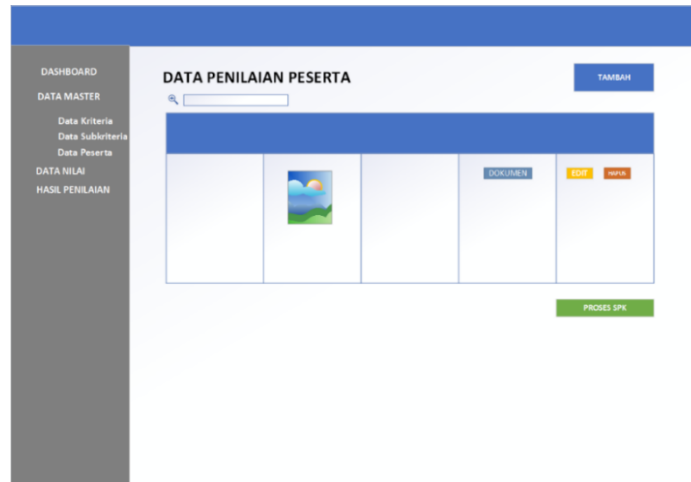 DASHBOARD
DATA MASTER
Data Kriteria
Data Subkriteria
Data Peserta
DATA NILAI
HASIL PENILAIAN
DATA PENILAIAN PESERTA
TAMBAH
DOKUMEN
EDIT
HAPUS
PROSES SPK